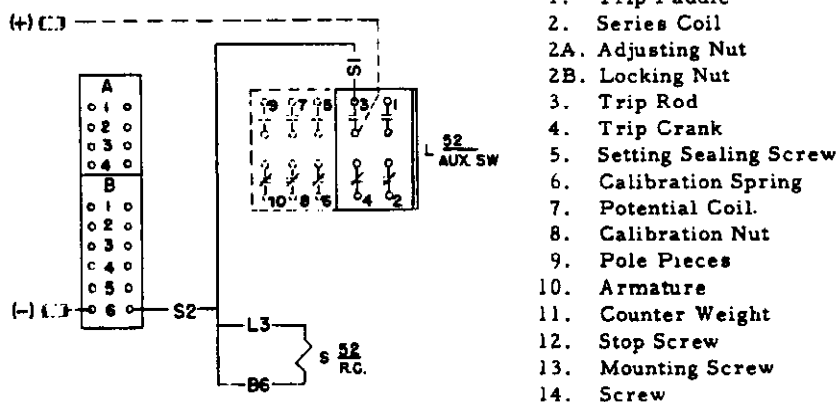 (+)
A
1
2
3
4
B
1
2
3
4
5
6
(-)
S2
S1
9 7 5 3 1
10 8 6 4 2
L 52
AUX. SW
L3
S 52
R.C.
B6
1. Trip Paddle
2. Series Coil
2A. Adjusting Nut
2B. Locking Nut
3. Trip Rod
4. Trip Crank
5. Setting Sealing Screw
6. Calibration Spring
7. Potential Coil.
8. Calibration Nut
9. Pole Pieces
10. Armature
11. Counter Weight
12. Stop Screw
13. Mounting Screw
14. Screw